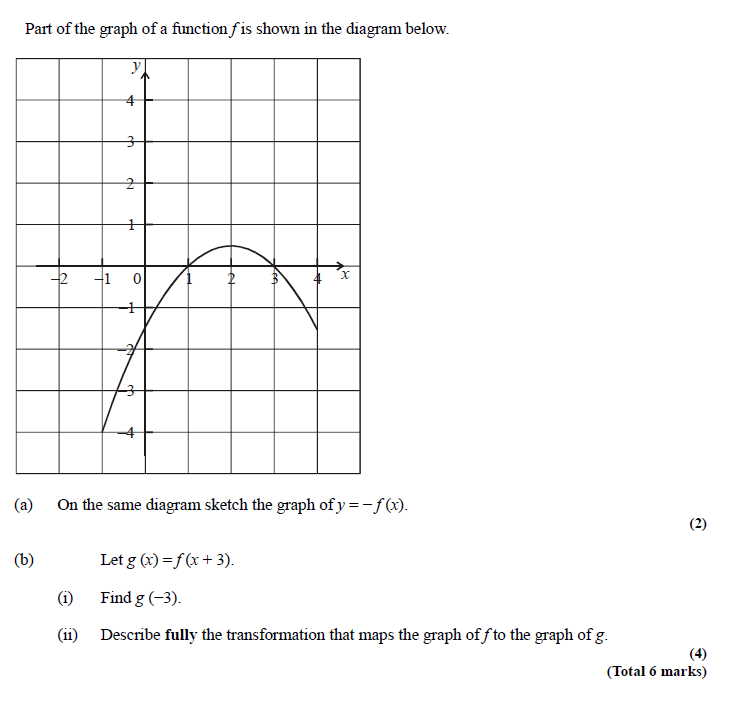 Part of the graph of a function f is shown in the diagram below.
y
4
3
2
1
–2 –1 0 1 2 3 4 x
–1
–2
–3
–4
(a) On the same diagram sketch the graph of y = − f (x).
(2)
(b) Let g (x) = f (x + 3).
(i) Find g (−3).
(ii) Describe fully the transformation that maps the graph of f to the graph of g.
(4)
(Total 6 marks)